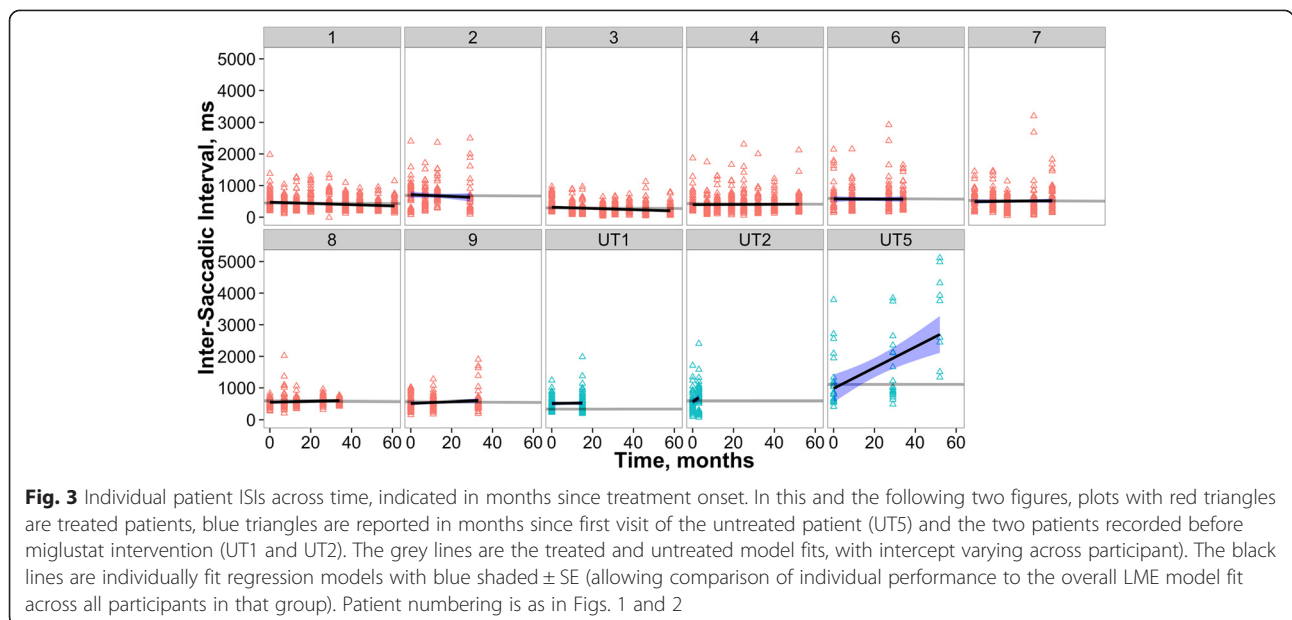 1 2 3 4 6 7
5000
4000
3000
2000
1000
0
8 9 UT1 UT2 UT5
5000
4000
3000
2000
1000
0
Inter-Saccadic Interval, ms
0 20 40 60 0 20 40 60 0 20 40 60 0 20 40 60 0 20 40 60
Time, months
Fig. 3 Individual patient ISIs across time, indicated in months since treatment onset. In this and the following two figures, plots with red triangles
are treated patients, blue triangles are reported in months since first visit of the untreated patient (UT5) and the two patients recorded before
miglustat intervention (UT1 and UT2). The grey lines are the treated and untreated model fits, with intercept varying across participant). The black
lines are individually fit regression models with blue shaded ± SE (allowing comparison of individual performance to the overall LME model fit
across all participants in that group). Patient numbering is as in Figs. 1 and 2